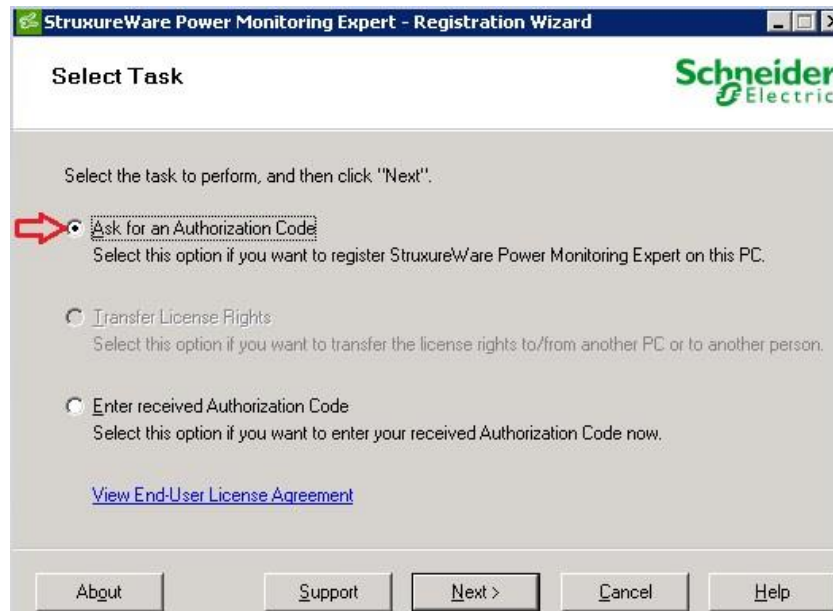 StruxureWare Power Monitoring Expert - Registration Wizard
Select Task
Schneider
Electric
Select the task to perform, and then click "Next".
Ask for an Authorization Code
Select this option if you want to register StruxureWare Power Monitoring Expert on this PC.
Transfer License Rights
Select this option if you want to transfer the license rights to/from another PC or to another person.
Enter received Authorization Code
Select this option if you want to enter your received Authorization Code now.
View End-User License Agreement
About Support Next > Cancel Help